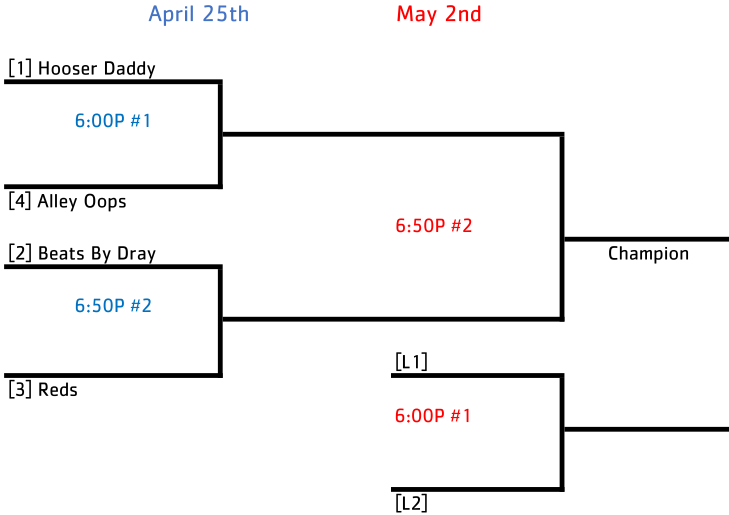 April 25th
May 2nd
[1] Hooser Daddy
6:00P #1
[4] Alley Oops
6:50P #2
[2] Beats By Dray
Champion
6:50P #2
[L1]
[3] Reds
6:00P #1
[L2]